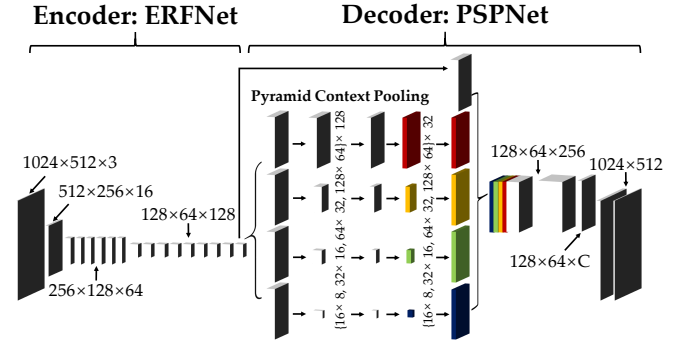 Encoder: ERFNet
Decoder: PSPNet
Pyramid Context Pooling
1024×512×3
512×256×16
128×64×128
256×128×64
{16× 8, 32× 16, 64× 32, 128× 64}× 128
{16× 8, 32× 16, 64× 32, 128× 64}× 32
128×64×256
1024×512
128×64×C